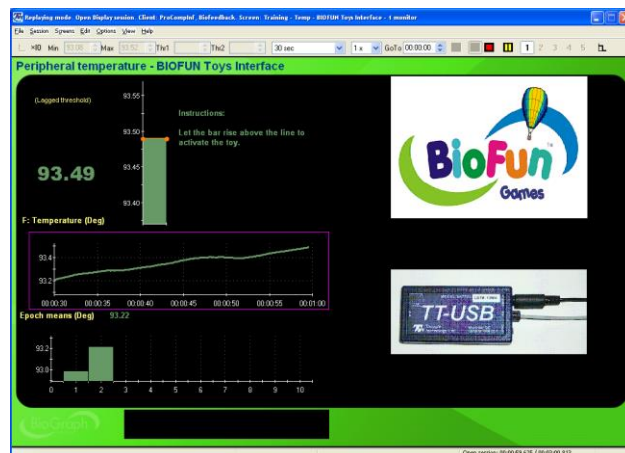 Replaying mode Open Display session. Client: ProCompInf, Biofeedback. Screen: Training - Temp - BIOFUN Toys Interface - 1 monitor
File Session Screens Edit Options View Help
×10 Min 93.08 Max 93.52 Thr1 Thr2 30 sec 1 x GoTo 00:00:00 1 2 3 4 5
Peripheral temperature - BIOFUN Toys Interface
(Lagged threshold)
93.49
93.55
93.50
93.45
93.40
Instructions:
Let the bar rise above the line to
activate the toy.
BioFun
Games
F: Temperature (Deg)
93.4
93.2
00:00:30 00:00:35 00:00:40 00:00:45 00:00:50 00:00:55 00:01:00
Epoch means (Deg) 93.22
93.2
93.0
0 1 2 3 4 5 6 7 8 9 10
TT-USB
BioGraph